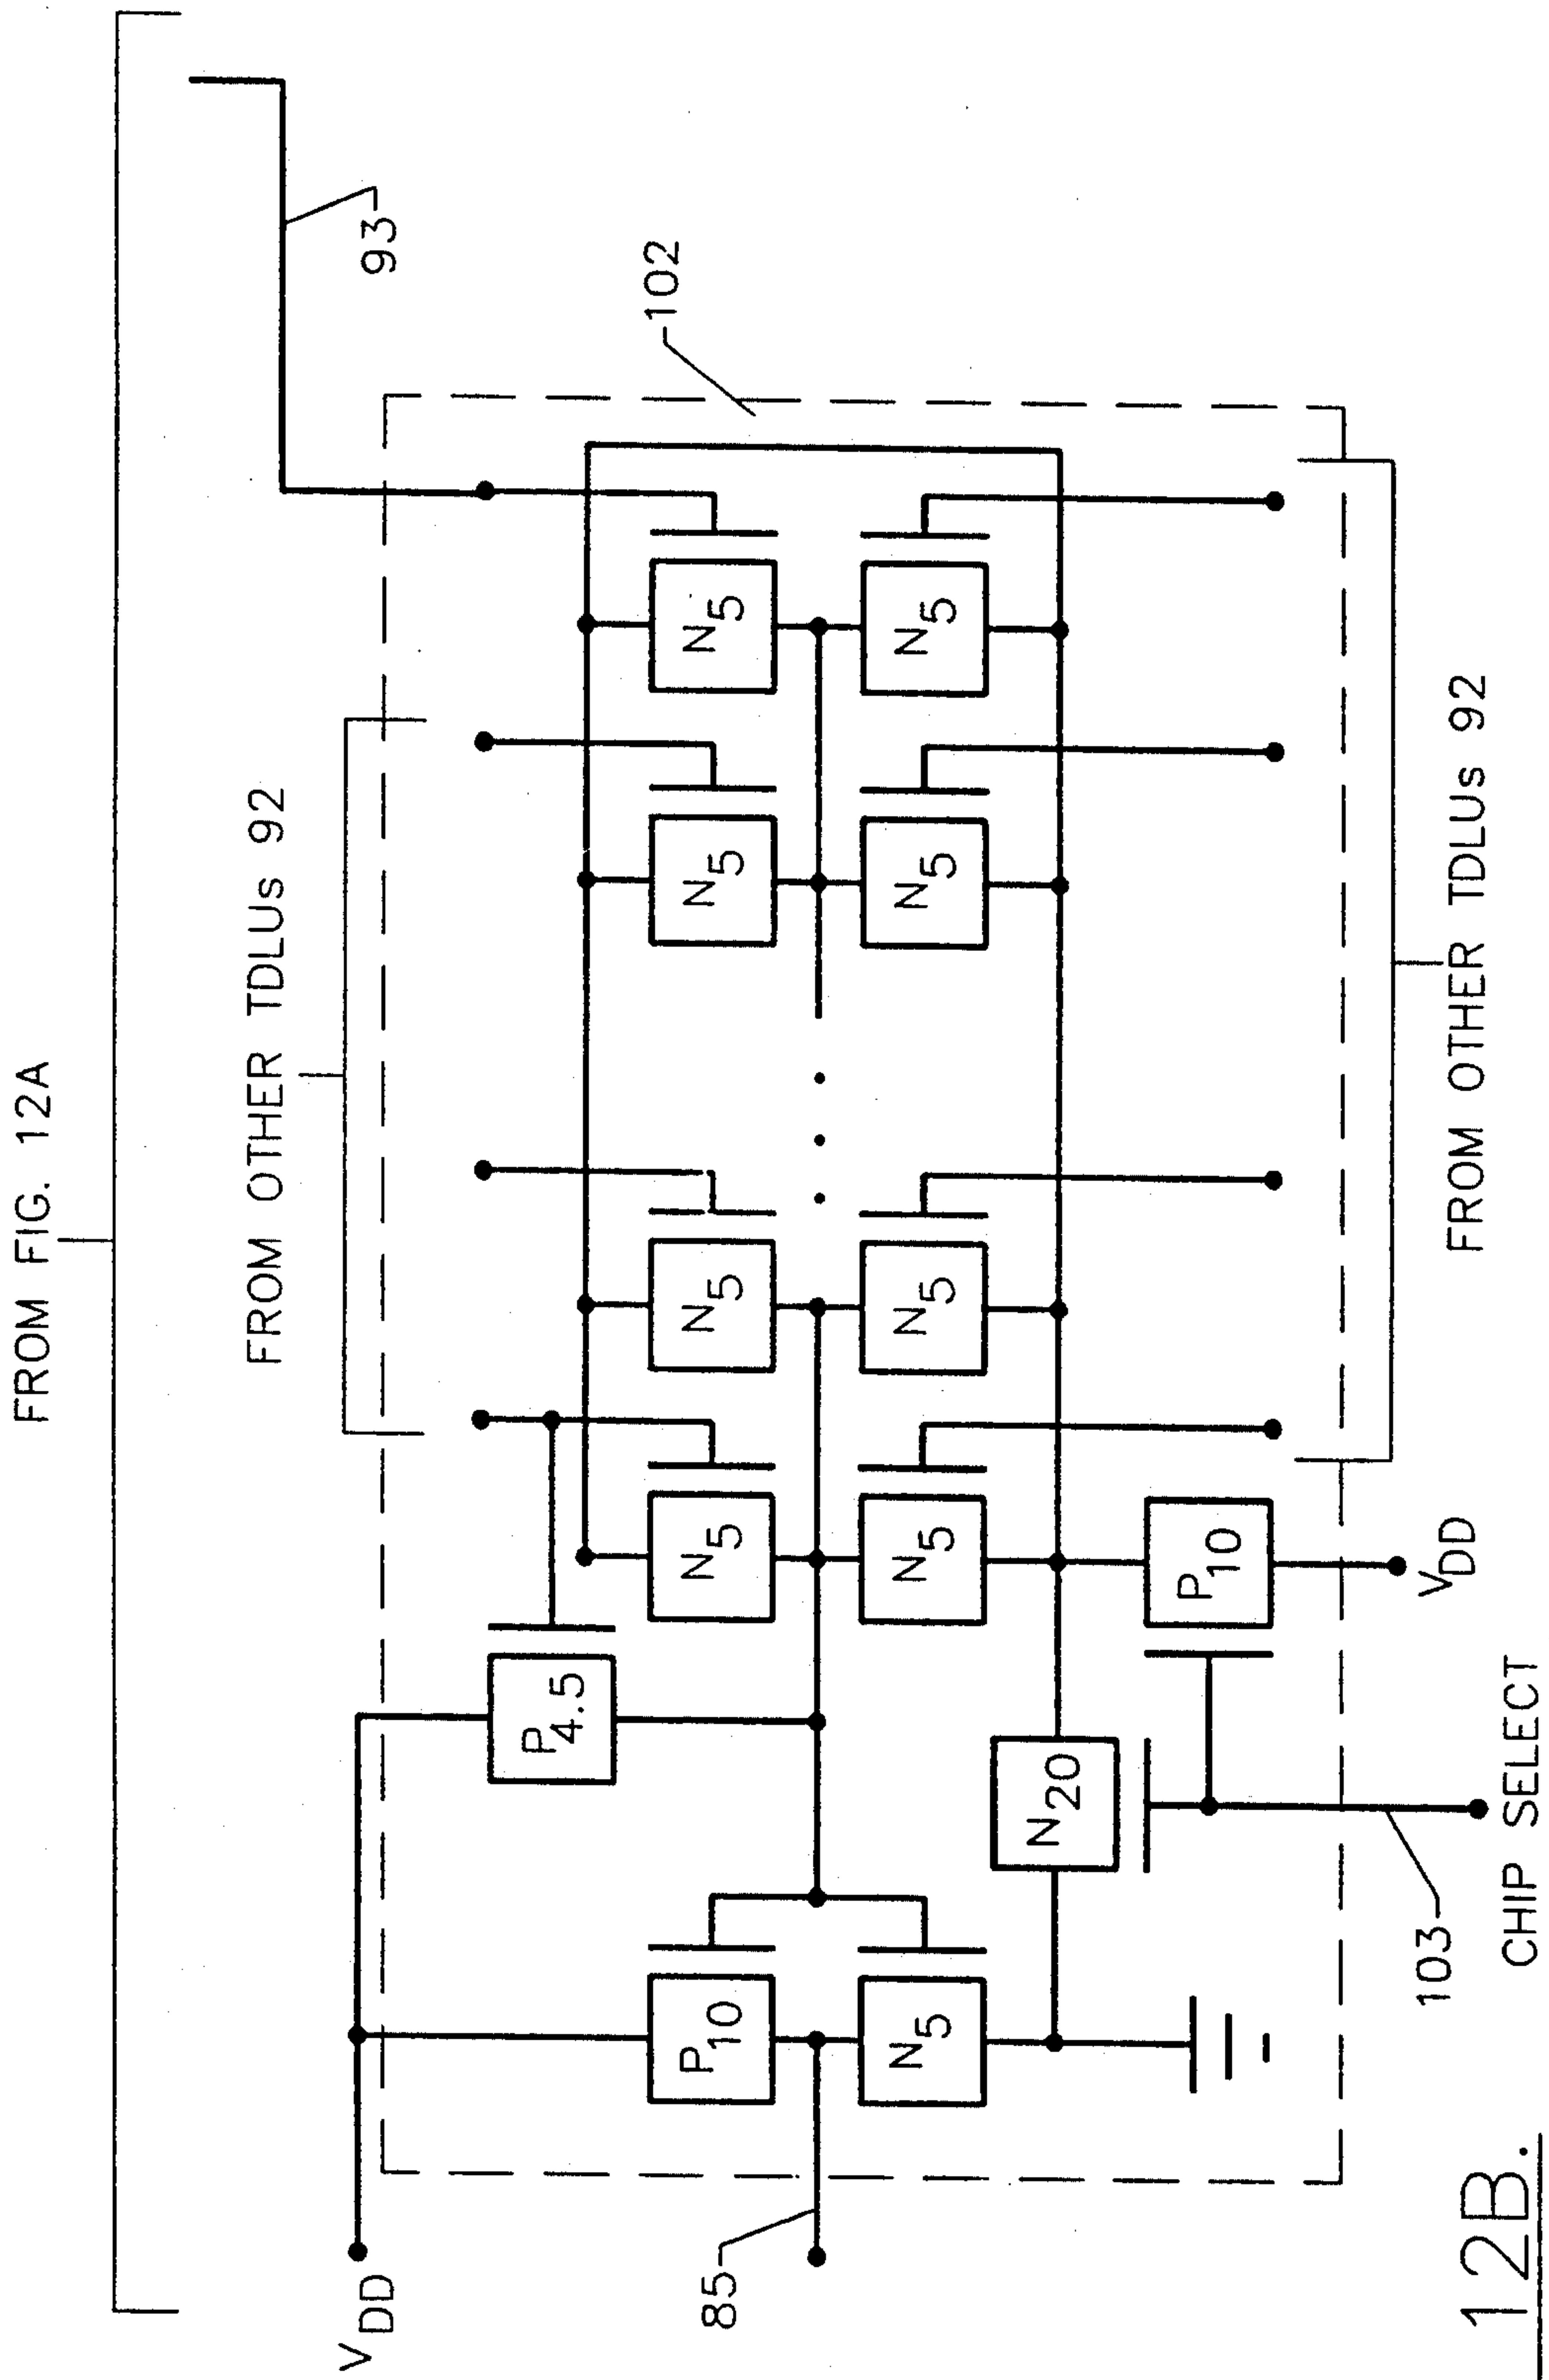 FROM FIG. 12A
FROM OTHER TDLUs 92
VDD
93
P4.5
102
85
P10
N5
N5
N5
N5
N5
N5
N5
N5
N5
N20
P10
103
VDD
FROM OTHER TDLUs 92
CHIP SELECT
12B.